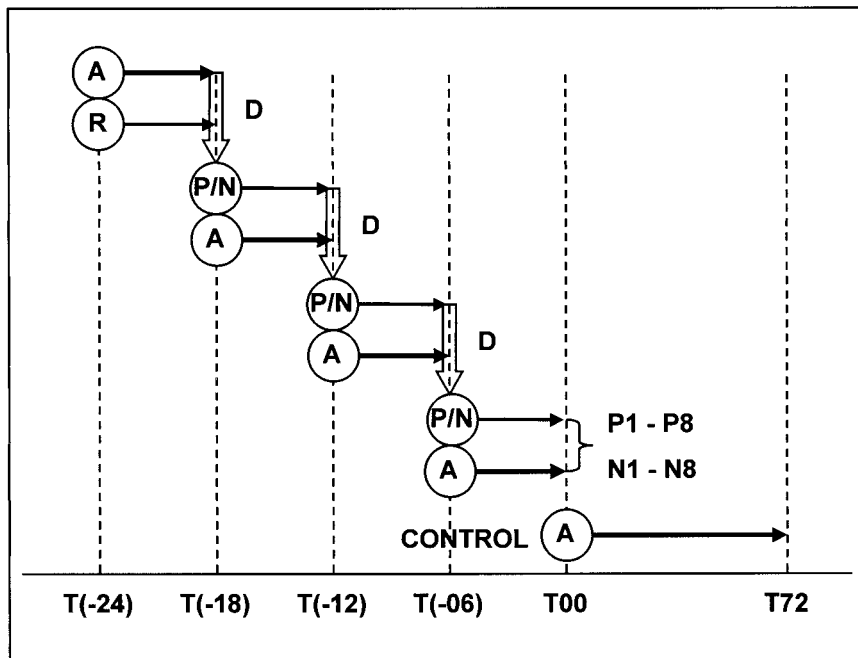 A
R
D
P/N
A
D
P/N
A
D
P/N
P1 - P8
A
N1 - N8
CONTROL A
T(-24) T(-18) T(-12) T(-06) T00 T72